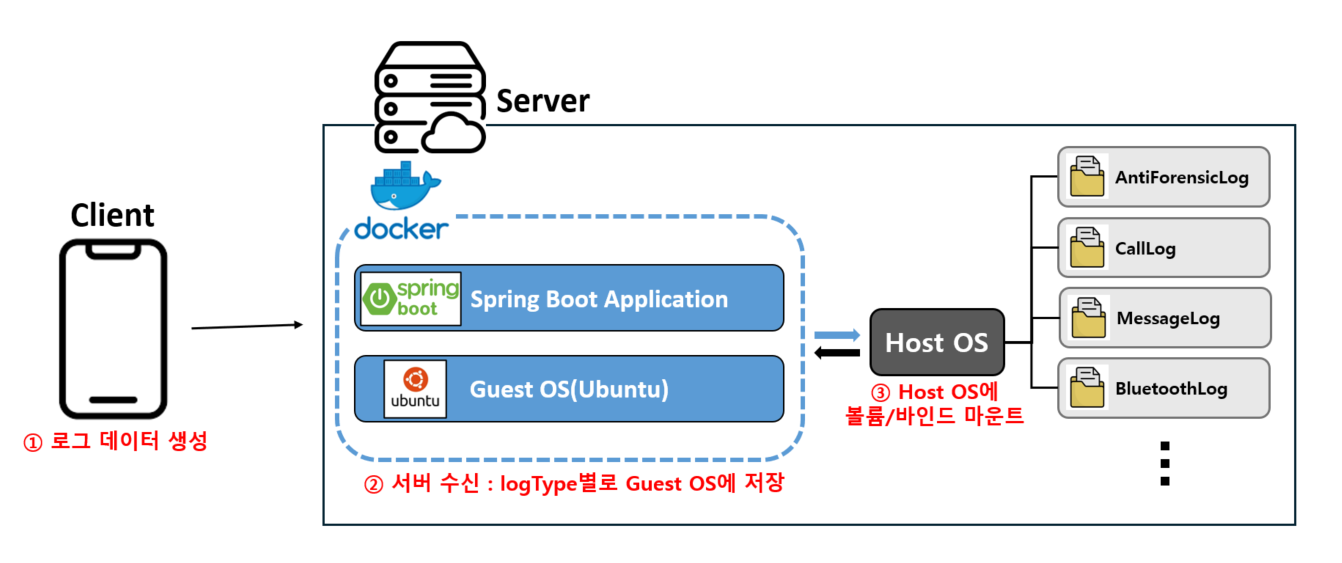 Server
docker
Client
spring
boot
Spring Boot Application
ubuntu
Guest OS(Ubuntu)
① 로그 데이터 생성
② 서버 수신 : logType별로 Guest OS에 저장
Host OS
③ Host OS에
볼륨/바인드 마운트
AntiForensicLog
CallLog
MessageLog
BluetoothLog